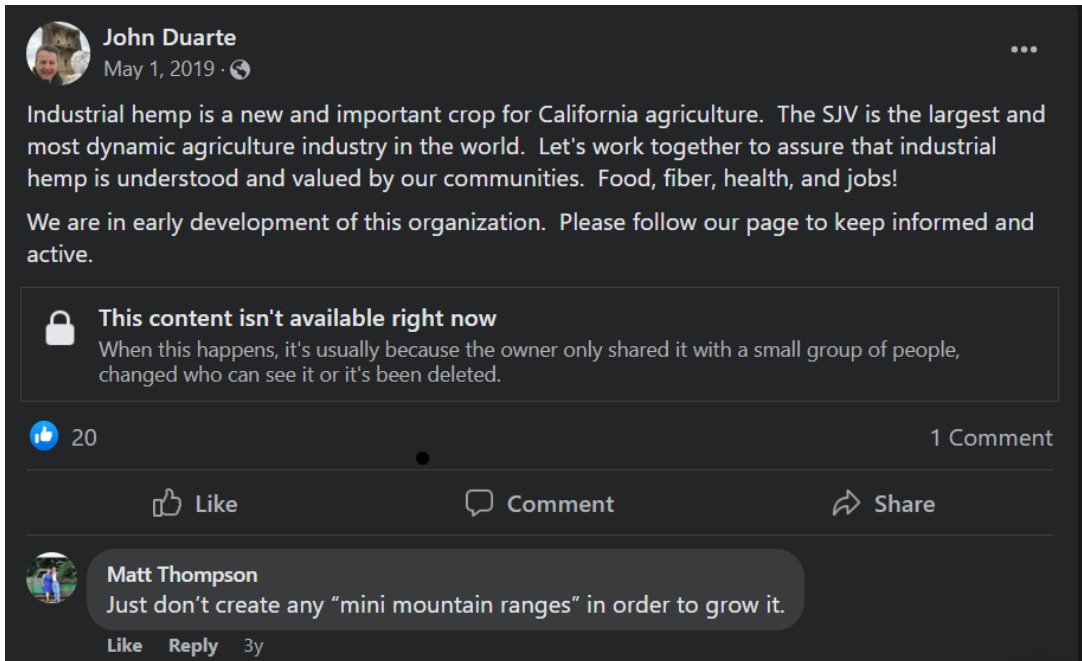 John Duarte
May 1, 2019 ·
Industrial hemp is a new and important crop for California agriculture.  The SJV is the largest and
most dynamic agriculture industry in the world.  Let's work together to assure that industrial
hemp is understood and valued by our communities.  Food, fiber, health, and jobs!
We are in early development of this organization.  Please follow our page to keep informed and
active.
This content isn't available right now
When this happens, it's usually because the owner only shared it with a small group of people,
changed who can see it or it's been deleted.
20
1 Comment
Like
Comment
Share
Matt Thompson
Just don’t create any “mini mountain ranges” in order to grow it.
Like Reply 3y